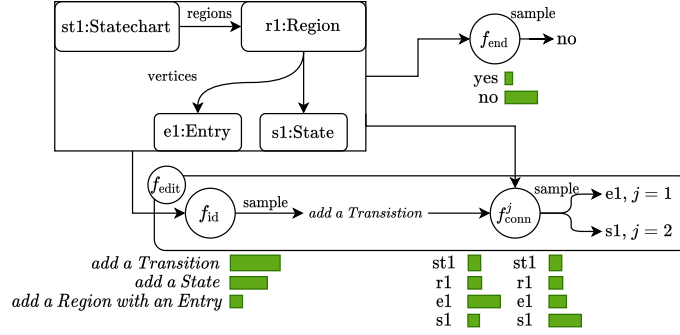 st1:Statechart
regions
r1:Region
vertices
e1:Entry
s1:State
f_end
sample
no
yes
no
f_edit
f_id
sample
add a Transistion
f^j_conn
sample
e1, j = 1
s1, j = 2
add a Transition
add a State
add a Region with an Entry
st1
r1
e1
s1
st1
r1
e1
s1